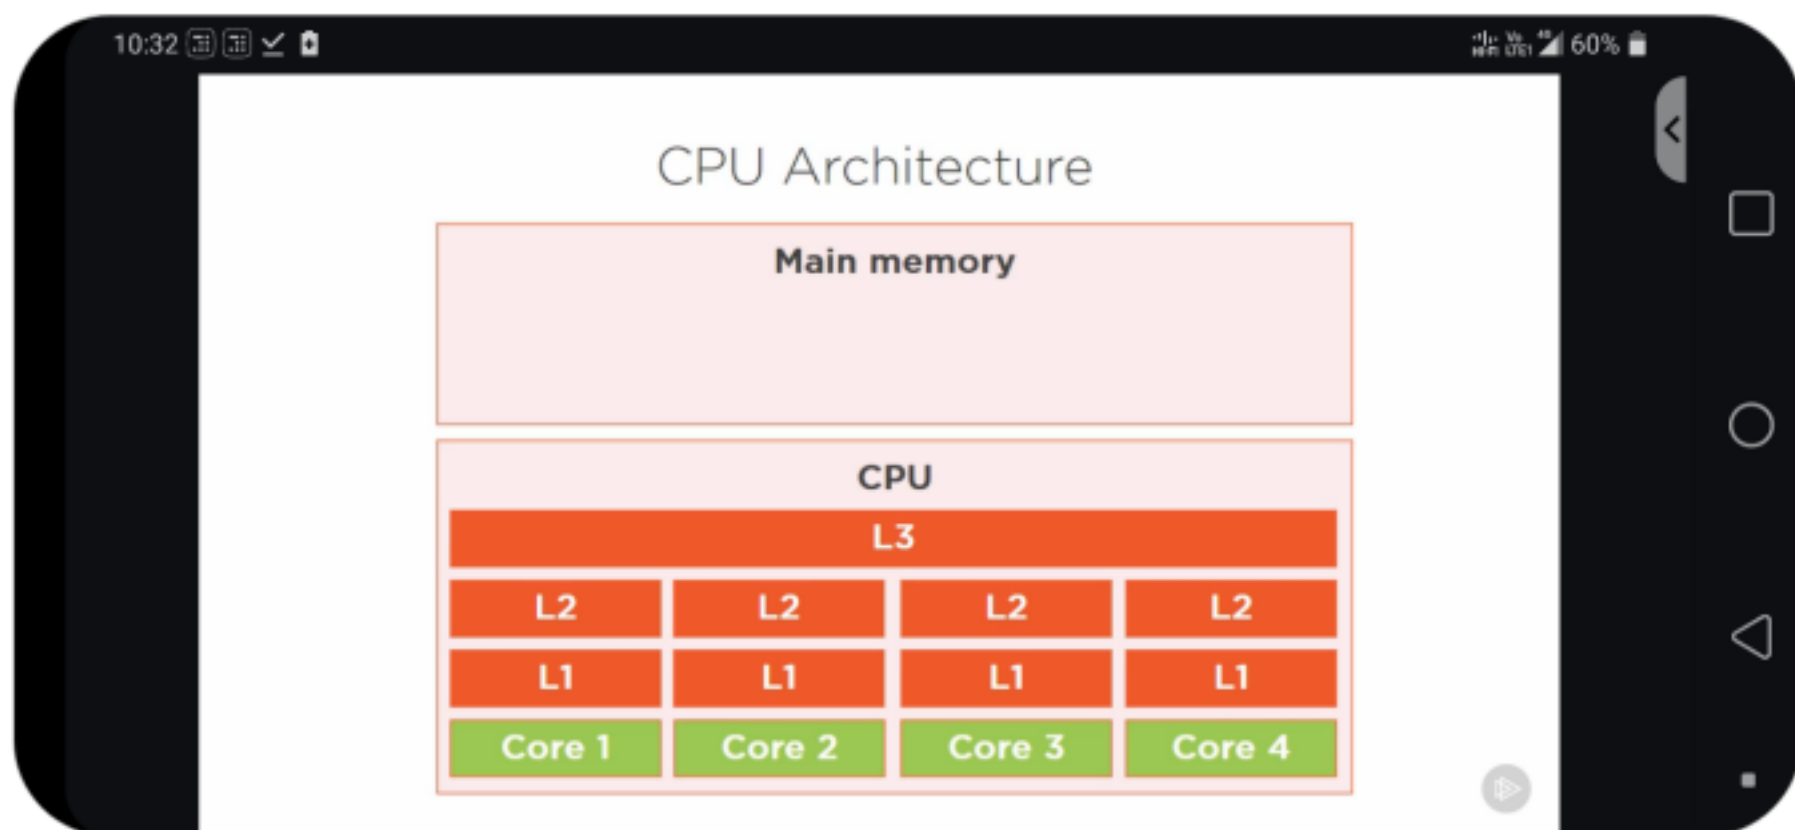 10:32 60%
CPU Architecture
Main memory
CPU
L3
L2 L2 L2 L2
L1 L1 L1 L1
Core 1 Core 2 Core 3 Core 4